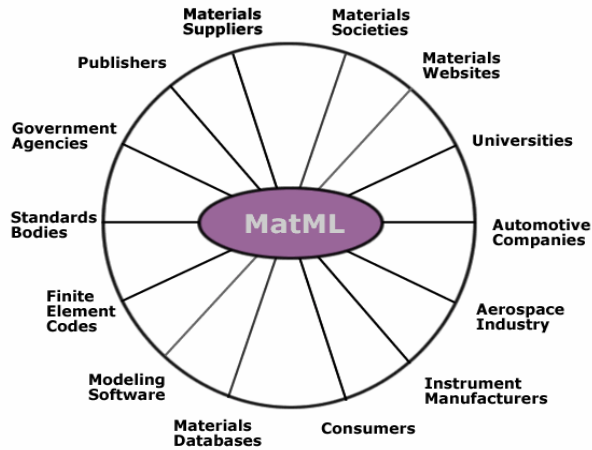 Materials
Suppliers
Materials
Societies
Publishers
Materials
Websites
Government
Agencies
Universities
Standards
Bodies
MatML
Automotive
Companies
Finite
Element
Codes
Aerospace
Industry
Modeling
Software
Instrument
Manufacturers
Materials
Databases
Consumers